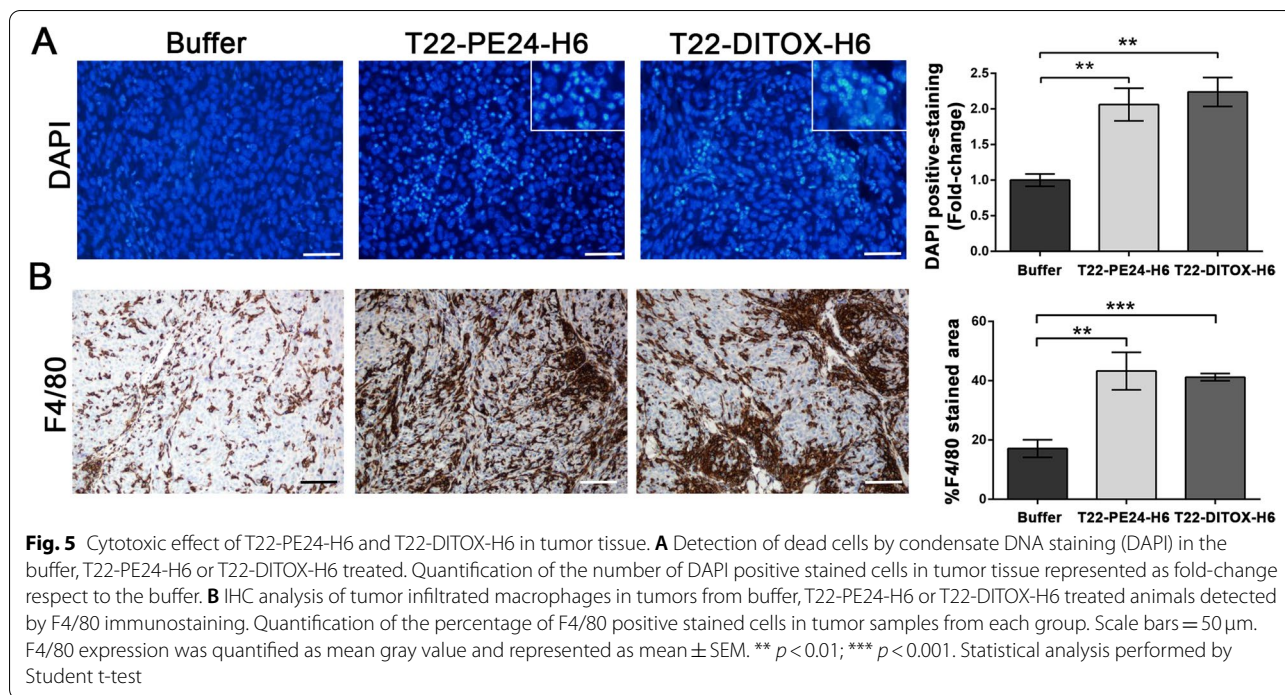 A
Buffer
T22-PE24-H6
T22-DITOX-H6
DAPI
DAPI positive-staining
(Fold-change)
2.5
2.0
1.5
1.0
0.5
0.0
**
**
Buffer T22-PE24-H6 T22-DITOX-H6
B
F4/80
%F4/80 stained area
60
40
20
0
***
**
Buffer T22-PE24-H6 T22-DITOX-H6
Fig. 5 Cytotoxic effect of T22-PE24-H6 and T22-DITOX-H6 in tumor tissue. A Detection of dead cells by condensate DNA staining (DAPI) in the
buffer, T22-PE24-H6 or T22-DITOX-H6 treated. Quantification of the number of DAPI positive stained cells in tumor tissue represented as fold-change
respect to the buffer. B IHC analysis of tumor infiltrated macrophages in tumors from buffer, T22-PE24-H6 or T22-DITOX-H6 treated animals detected
by F4/80 immunostaining. Quantification of the percentage of F4/80 positive stained cells in tumor samples from each group. Scale bars = 50 µm.
F4/80 expression was quantified as mean gray value and represented as mean ± SEM. ** p < 0.01; *** p < 0.001. Statistical analysis performed by
Student t-test